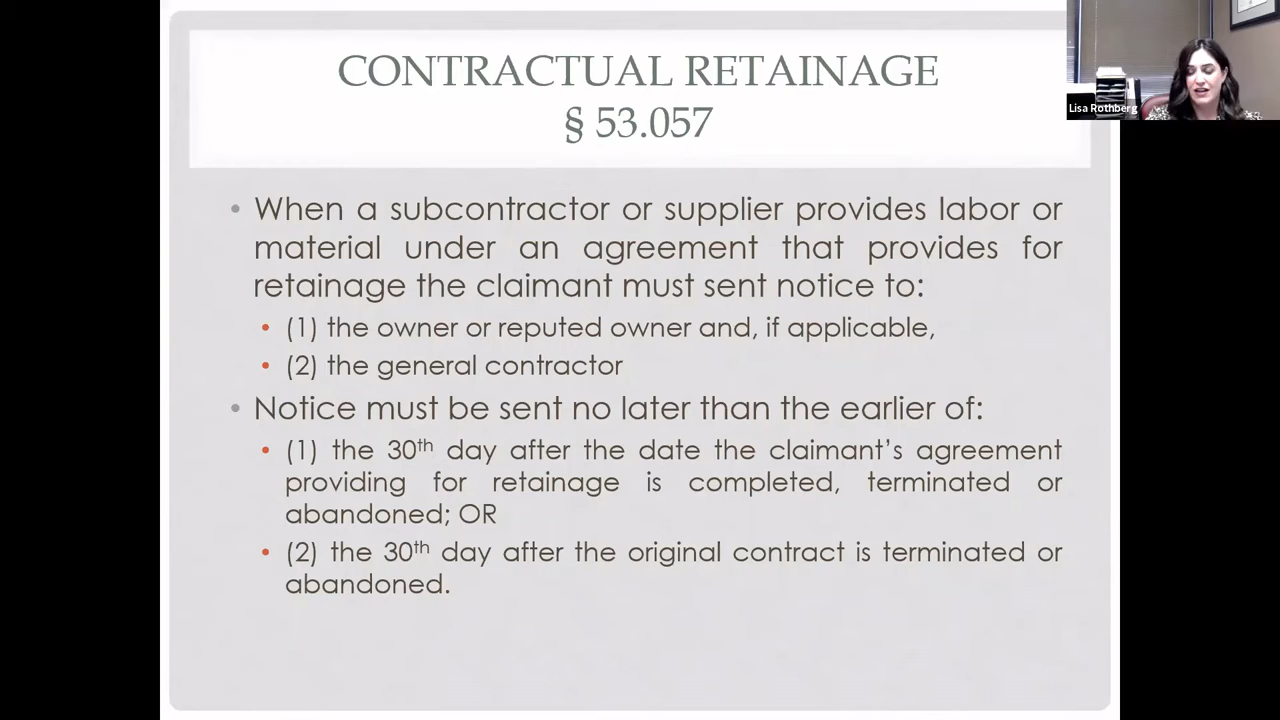 CONTRACTUAL RETAINAGE
§ 53.057
Lisa Rothberg
• When a subcontractor or supplier provides labor or
material under an agreement that provides for
retainage the claimant must sent notice to:
• (1) the owner or reputed owner and, if applicable,
• (2) the general contractor
• Notice must be sent no later than the earlier of:
• (1) the 30th day after the date the claimant’s agreement
providing for retainage is completed, terminated or
abandoned; OR
• (2) the 30th day after the original contract is terminated or
abandoned.